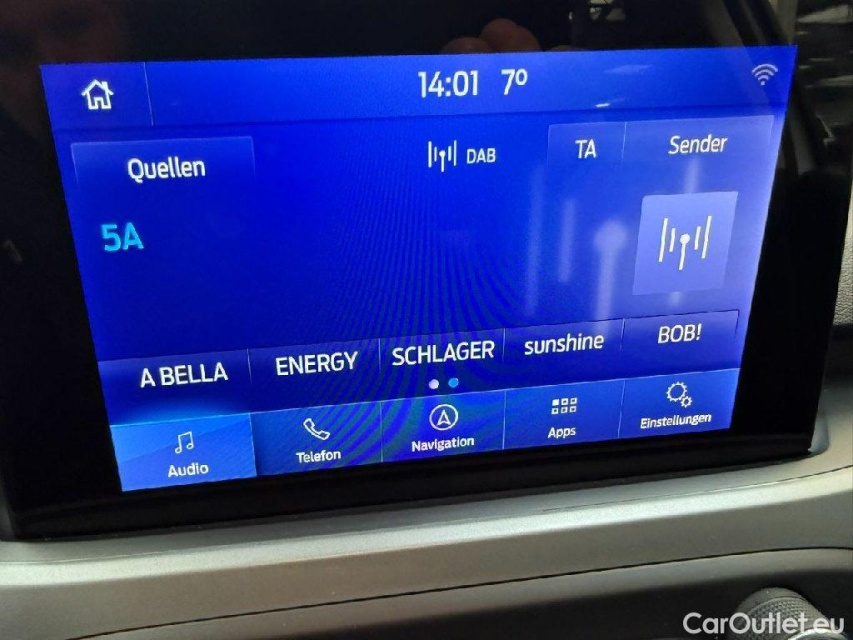 14:01 7°
Quellen
DAB
TA
Sender
5A
A BELLA
ENERGY
SCHLAGER
sunshine
BOB!
Audio
Telefon
Navigation
Apps
Einstellungen
CarOutlet.eu